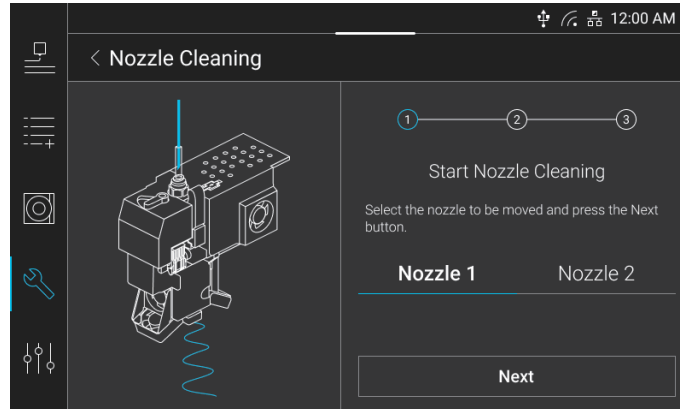 12:00 AM
Nozzle Cleaning
1 2 3
Start Nozzle Cleaning
Select the nozzle to be moved and press the Next
button.
Nozzle 1 Nozzle 2
Next